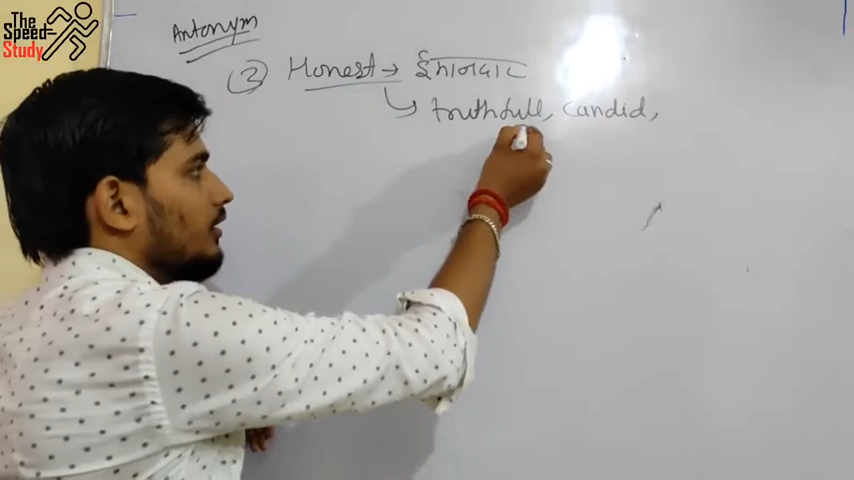 The
Speed
Study
Antonym
② Honest → ईमानदार
truthfull, candid,